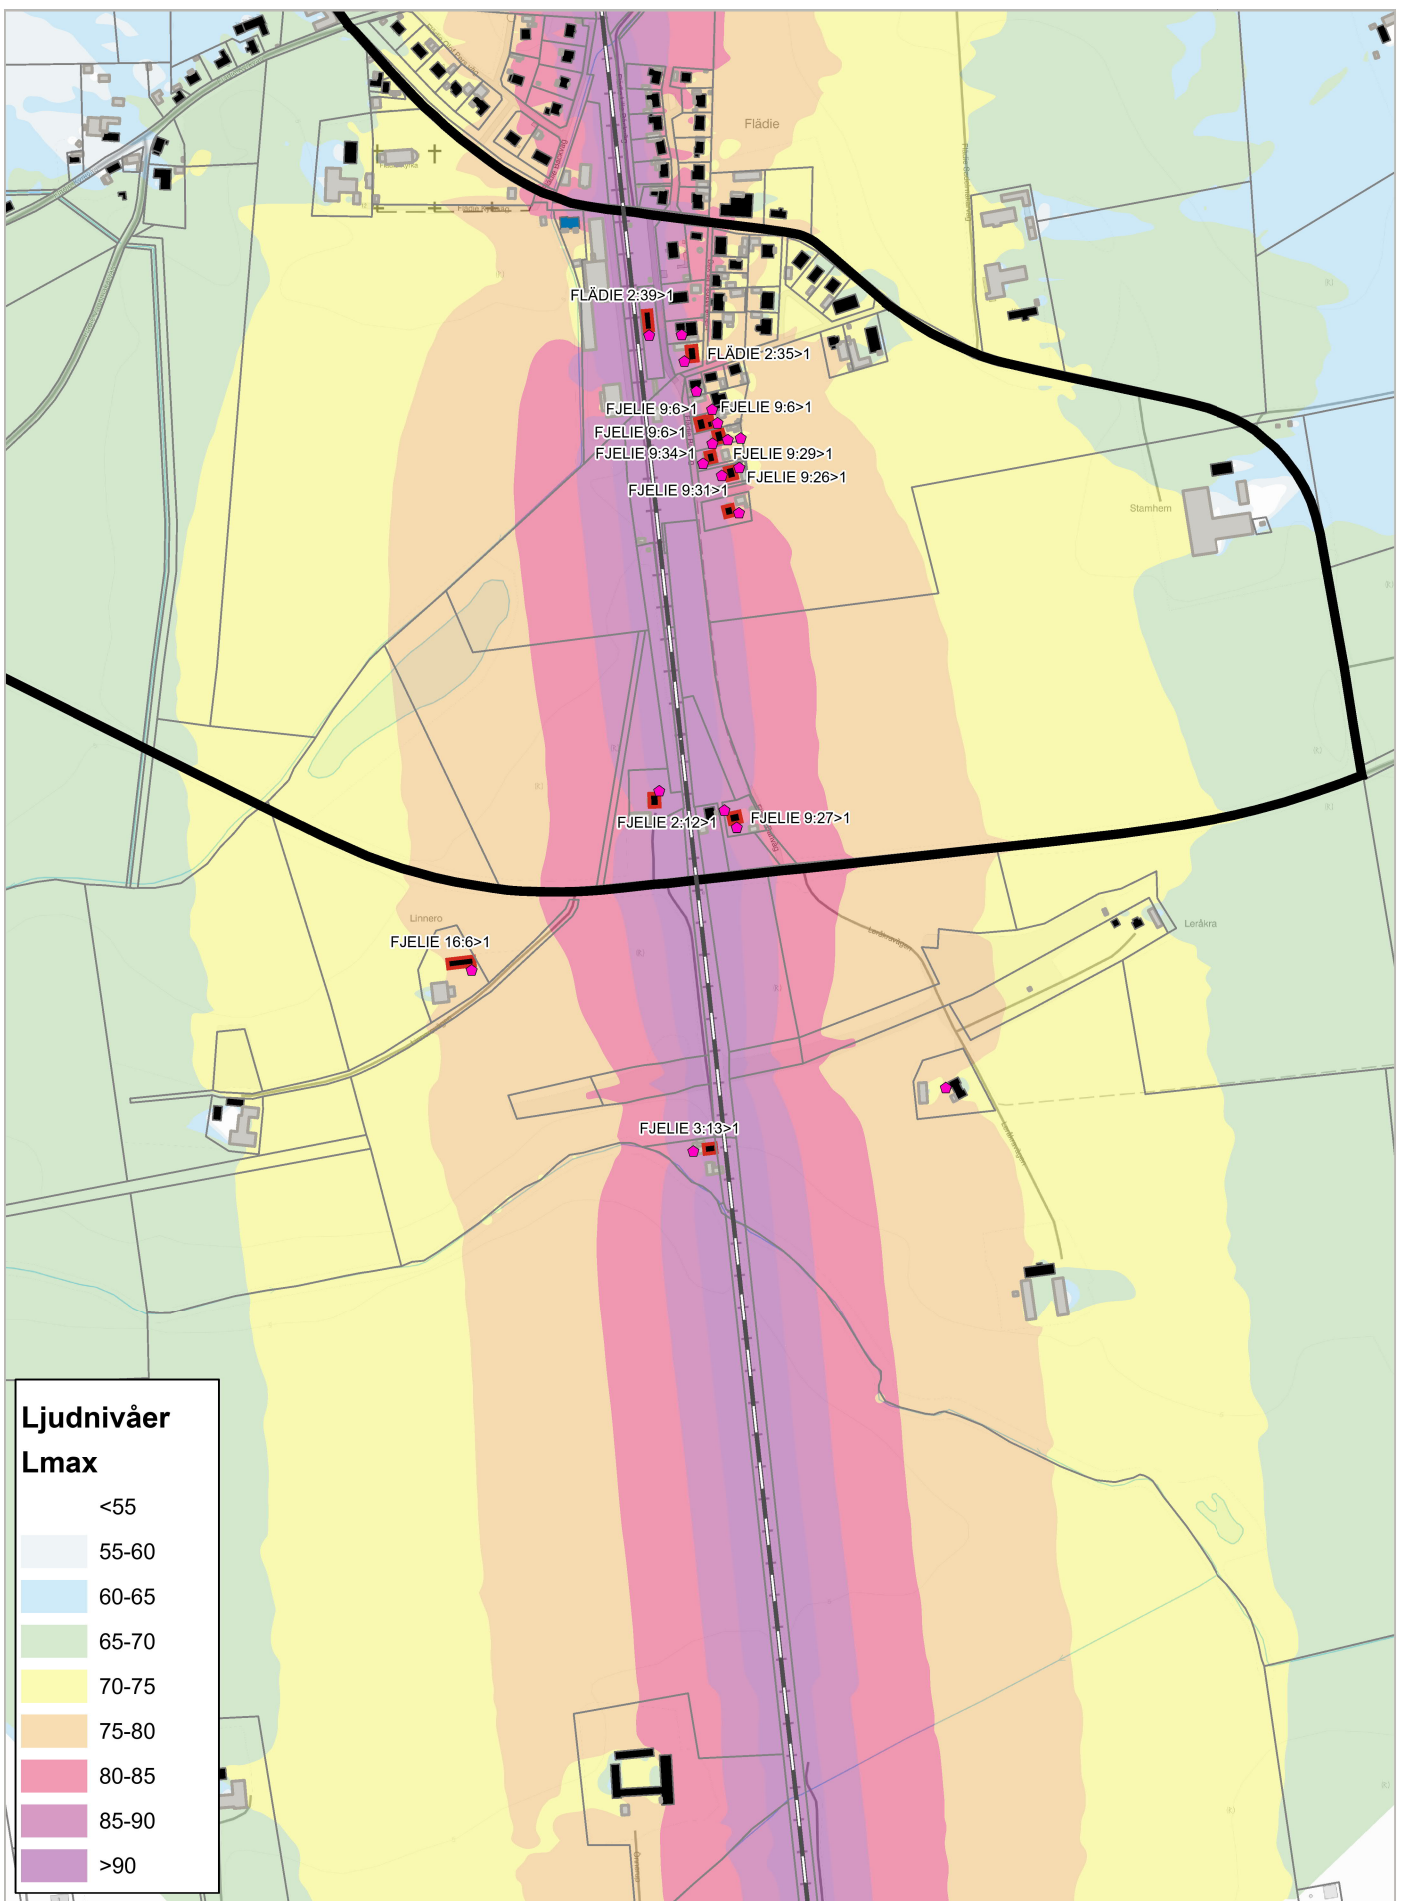 Flädie
FLÄDIE 2:39>1
FLÄDIE 2:35>1
FJELIE 9:6>1
FJELIE 9:6>1
FJELIE 9:6>1
FJELIE 9:34>1
FJELIE 9:29>1
FJELIE 9:26>1
FJELIE 9:31>1
Stamhem
FJELIE 2:12>1
FJELIE 9:27>1
Linnero
Leråkra
Leråkravägen
FJELIE 16:6>1
FJELIE 3:13>1
Leråkravägen
Ljudnivåer
Lmax
<55
55-60
60-65
65-70
70-75
75-80
80-85
85-90
>90